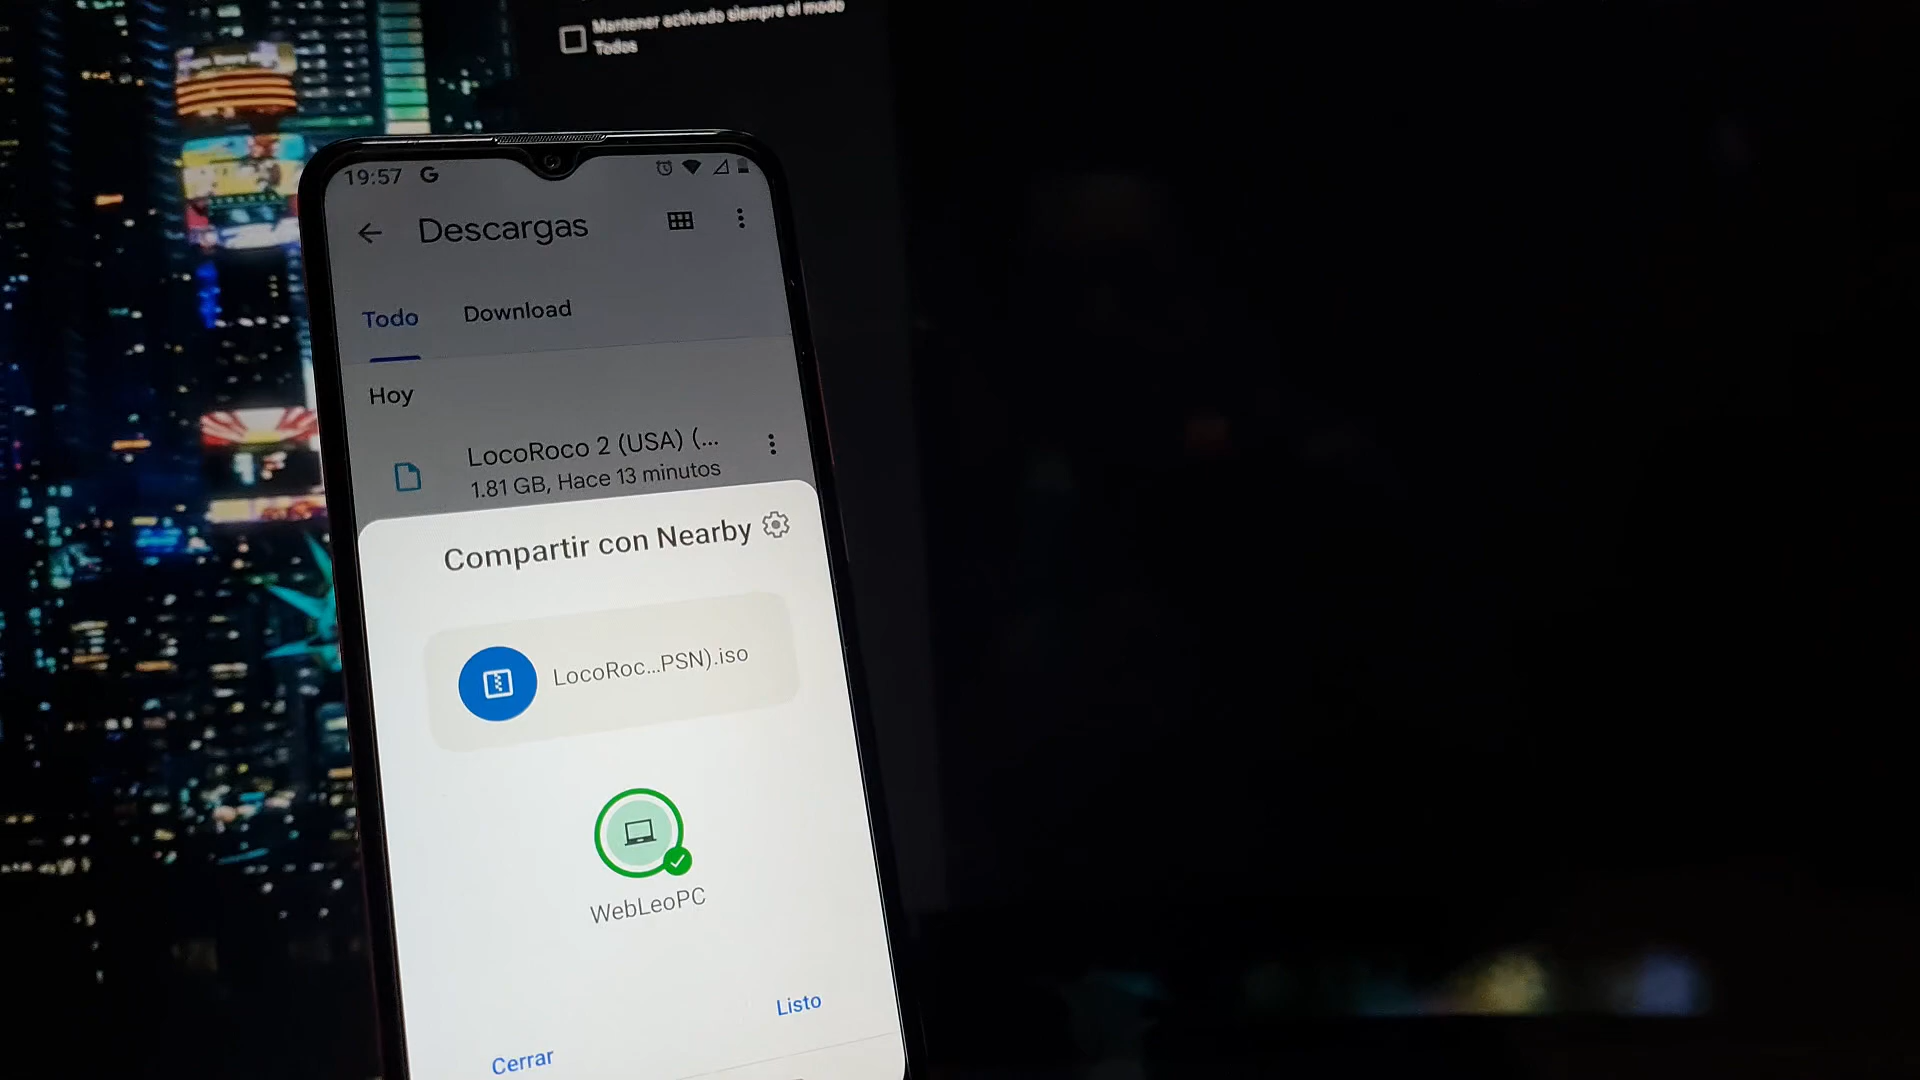 Mantener activado siempre el modo
Todos
19:57 G
Descargas
Todo Download
Hoy
LocoRoco 2 (USA) (...
1.81 GB, Hace 13 minutos
Compartir con Nearby
LocoRoc...PSN).iso
WebLeoPC
Listo
Cerrar